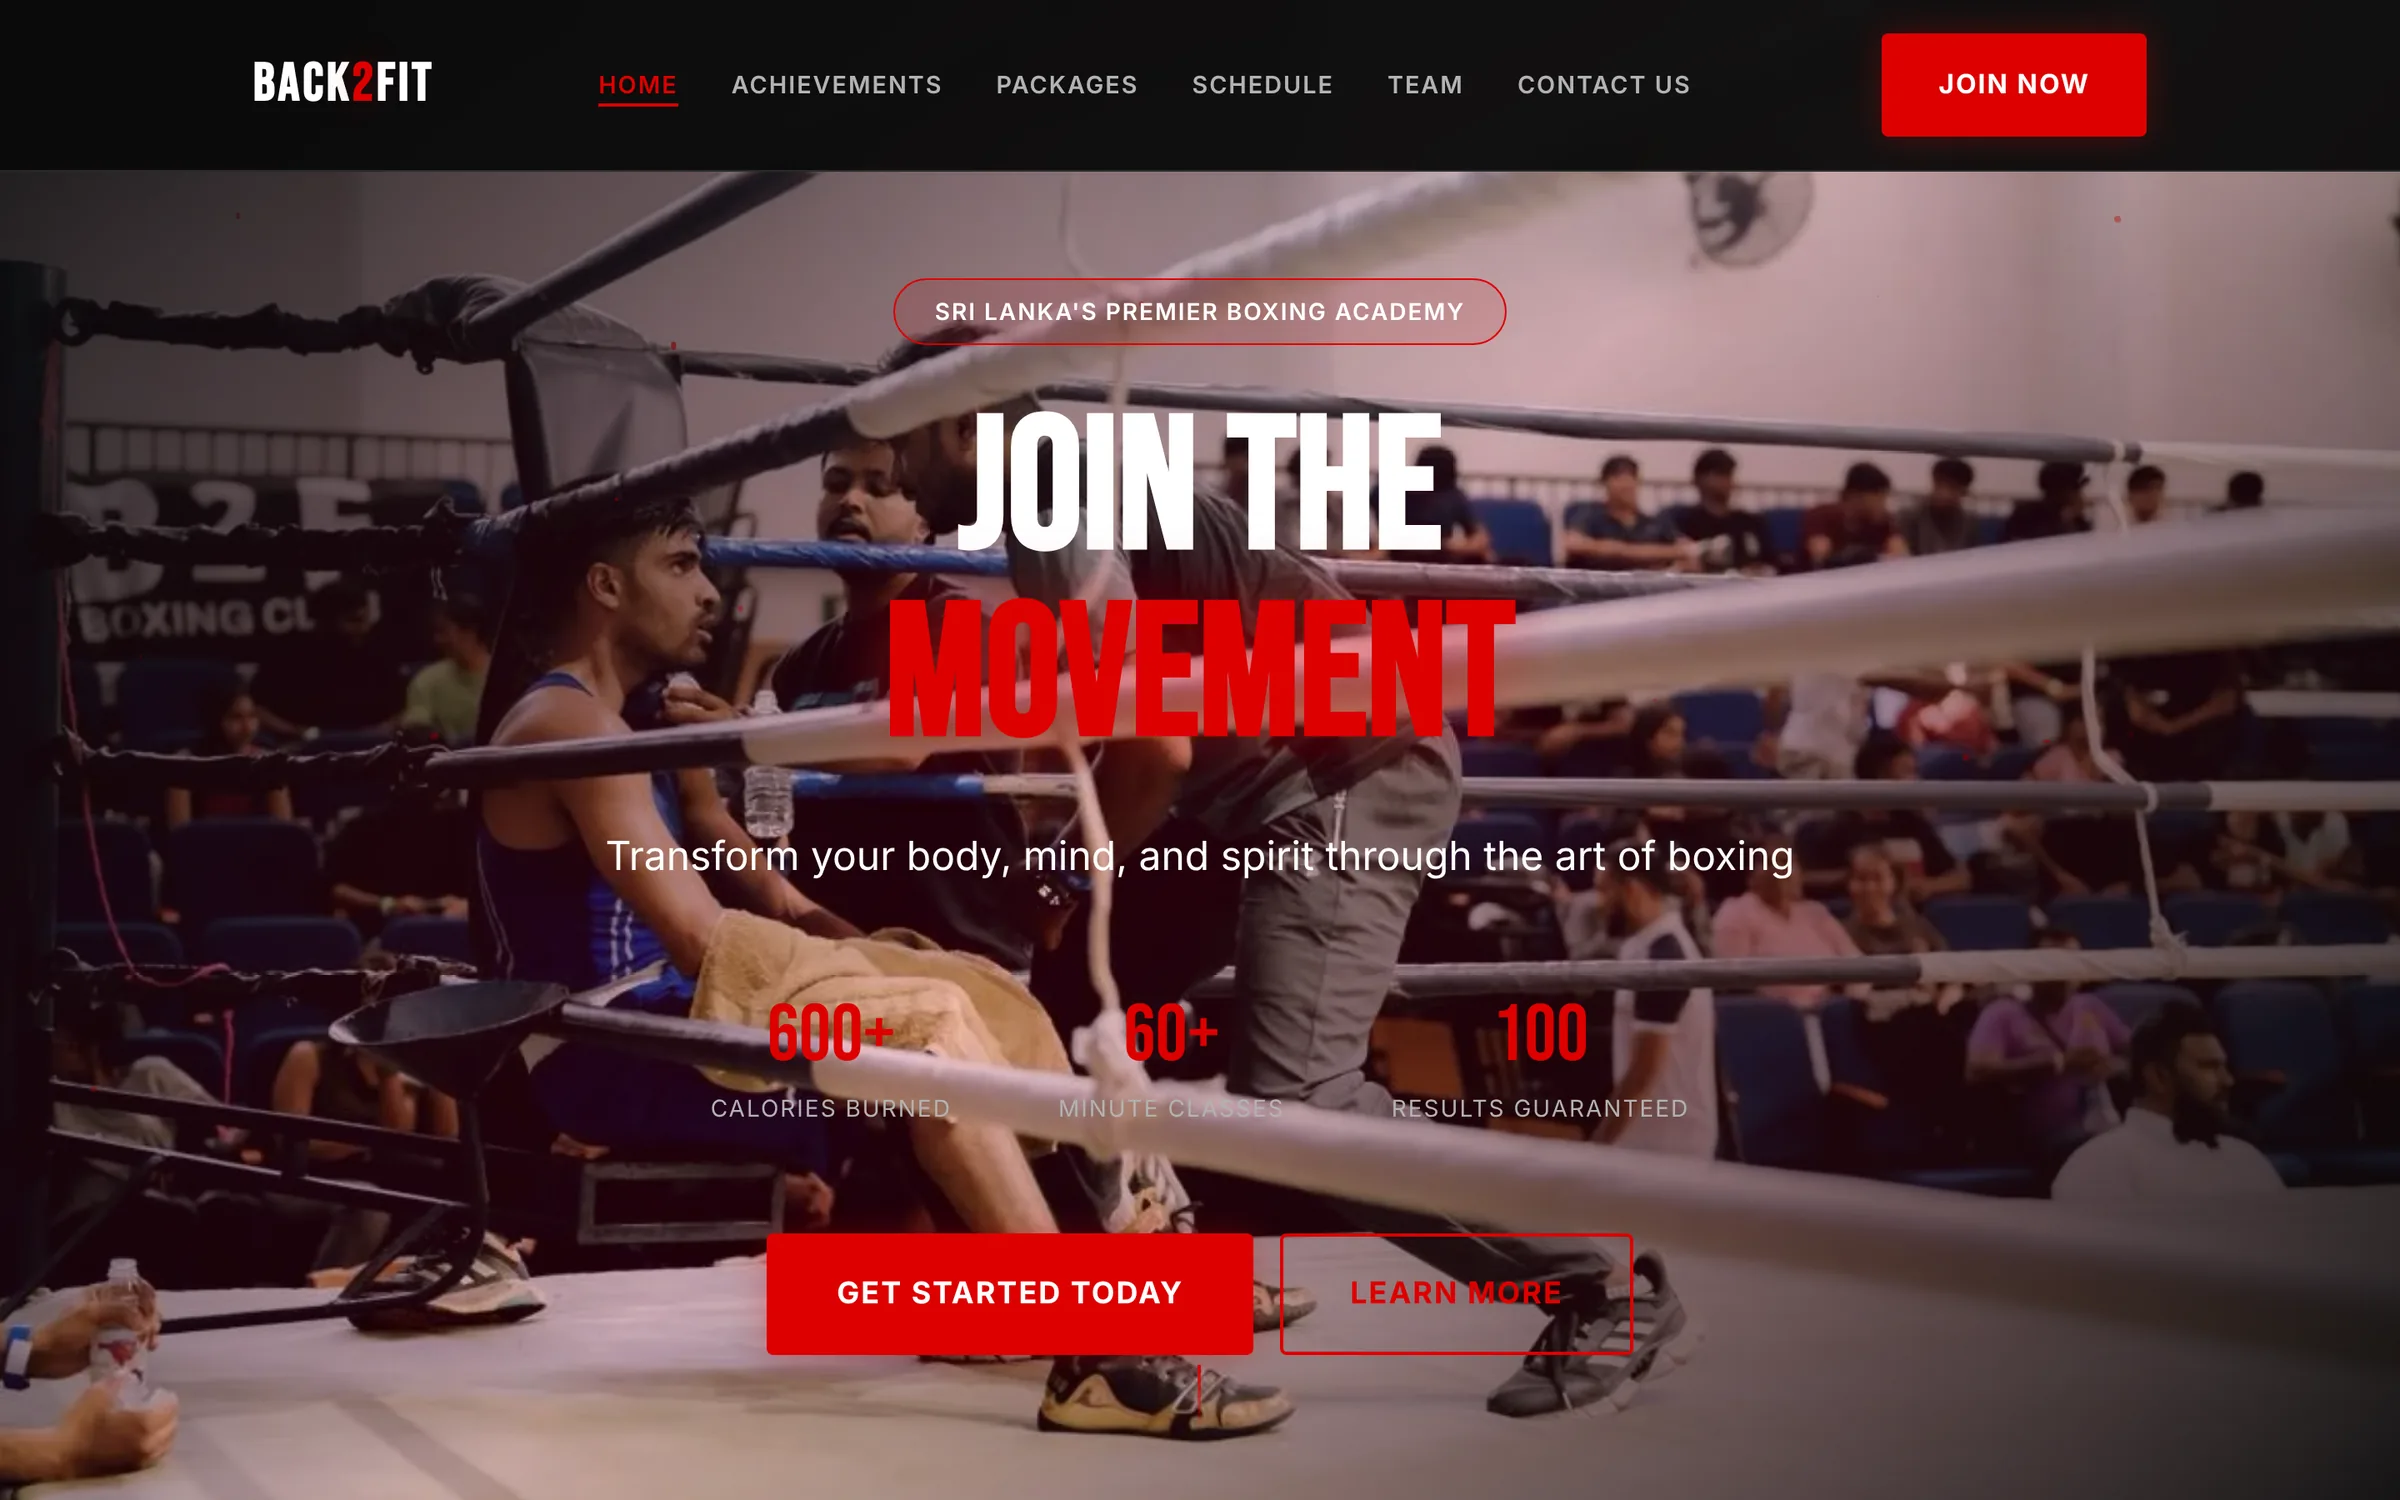 BACK2FIT
HOME ACHIEVEMENTS PACKAGES SCHEDULE TEAM CONTACT US
JOIN NOW
SRI LANKA'S PREMIER BOXING ACADEMY
JOIN THE
MOVEMENT
B2F
BOXING
Transform your body, mind, and spirit through the art of boxing
600+ 60+ 100
CALORIES BURNED MINUTE CLASSES RESULTS GUARANTEED
GET STARTED TODAY LEARN MORE